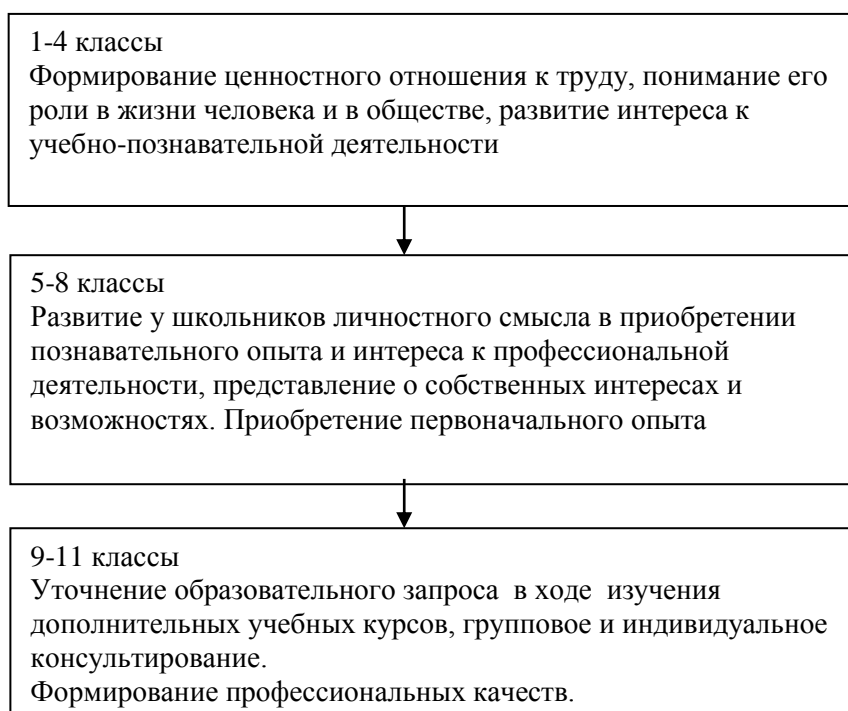 1-4 классы
Формирование ценностного отношения к труду, понимание его
роли в жизни человека и в обществе, развитие интереса к
учебно-познавательной деятельности
5-8 классы
Развитие у школьников личностного смысла в приобретении
познавательного опыта и интереса к профессиональной
деятельности, представление о собственных интересах и
возможностях. Приобретение первоначального опыта
9-11 классы
Уточнение образовательного запроса в ходе изучения
дополнительных учебных курсов, групповое и индивидуальное
консультирование.
Формирование профессиональных качеств.